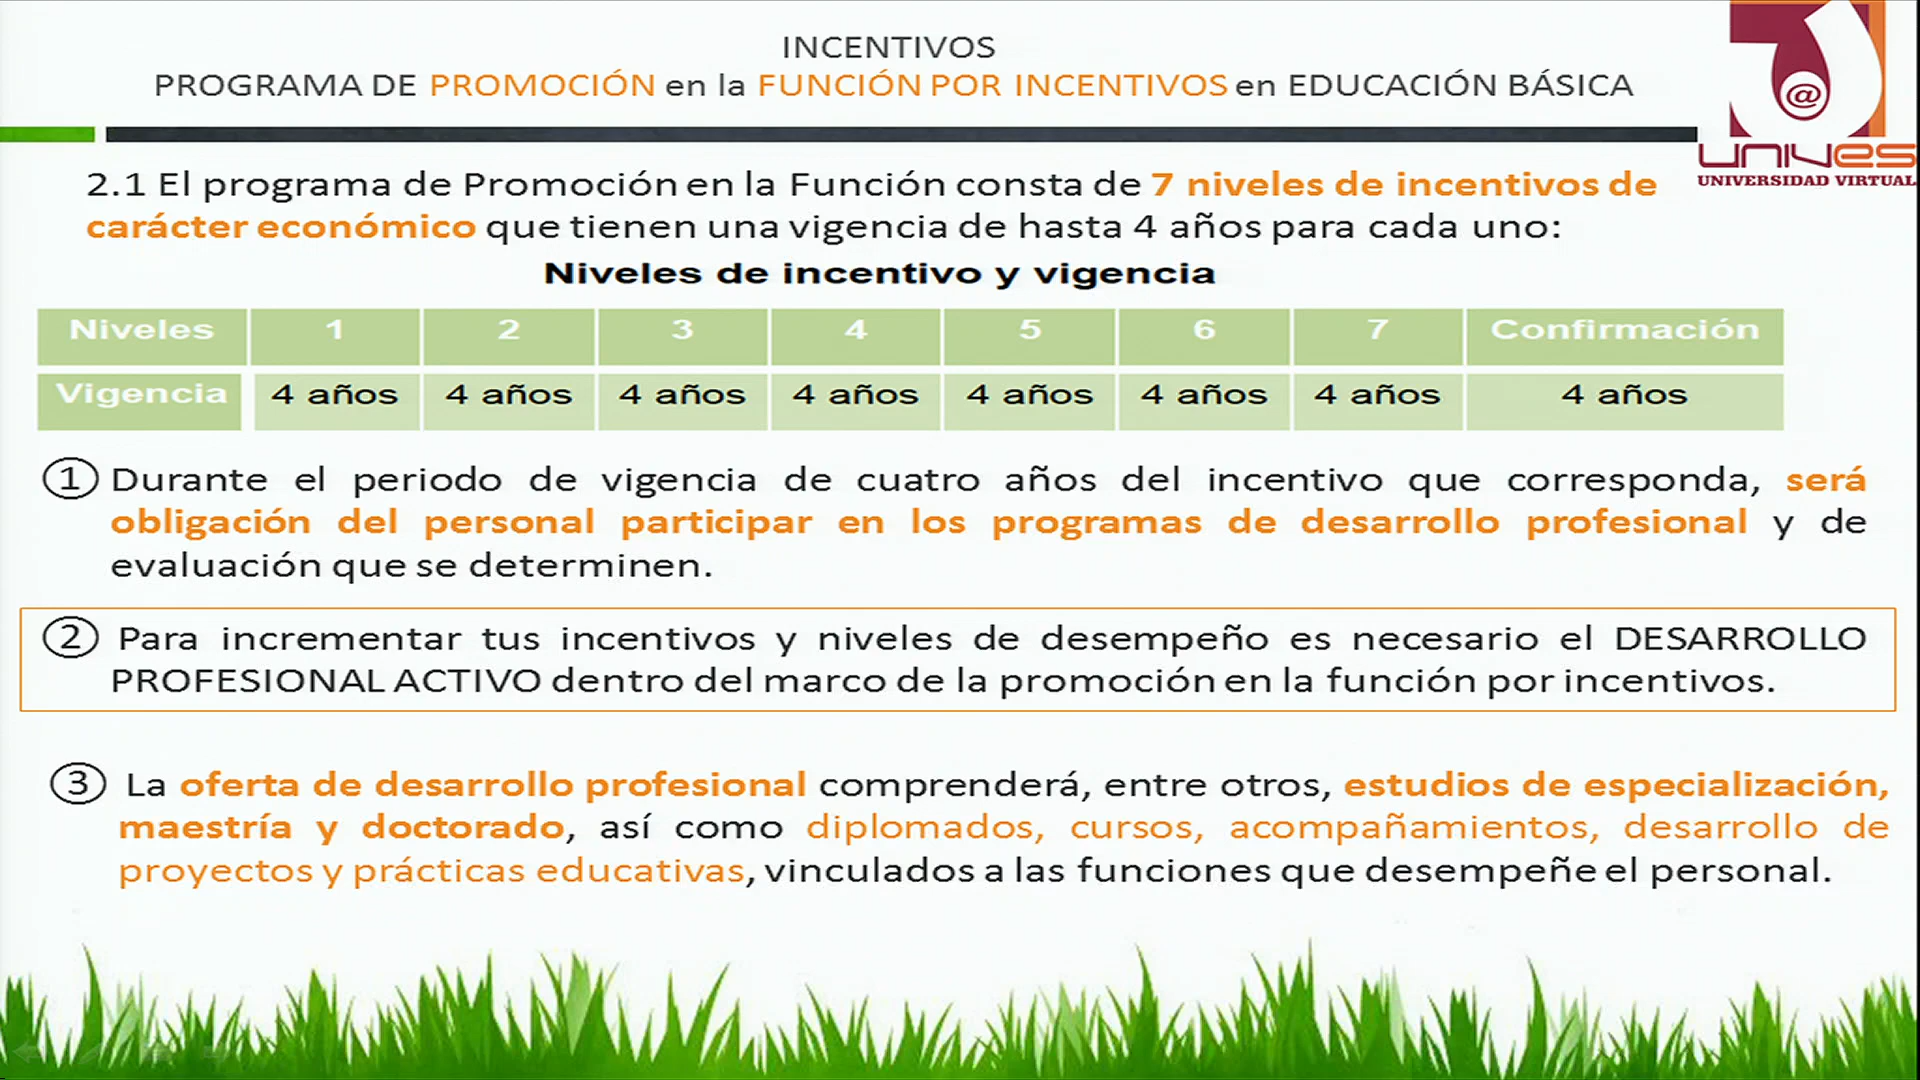 INCENTIVOS
PROGRAMA DE PROMOCIÓN en la FUNCIÓN POR INCENTIVOS en EDUCACIÓN BÁSICA
@
UNIVES
UNIVERSIDAD VIRTUAL
2.1 El programa de Promoción en la Función consta de 7 niveles de incentivos de
carácter económico que tienen una vigencia de hasta 4 años para cada uno:
Niveles de incentivo y vigencia
Niveles 1 2 3 4 5 6 7 Confirmación
Vigencia 4 años 4 años 4 años 4 años 4 años 4 años 4 años 4 años
① Durante el periodo de vigencia de cuatro años del incentivo que corresponda, será
obligación del personal participar en los programas de desarrollo profesional y de
evaluación que se determinen.
② Para incrementar tus incentivos y niveles de desempeño es necesario el DESARROLLO
PROFESIONAL ACTIVO dentro del marco de la promoción en la función por incentivos.
③ La oferta de desarrollo profesional comprenderá, entre otros, estudios de especialización,
maestría y doctorado, así como diplomados, cursos, acompañamientos, desarrollo de
proyectos y prácticas educativas, vinculados a las funciones que desempeñe el personal.